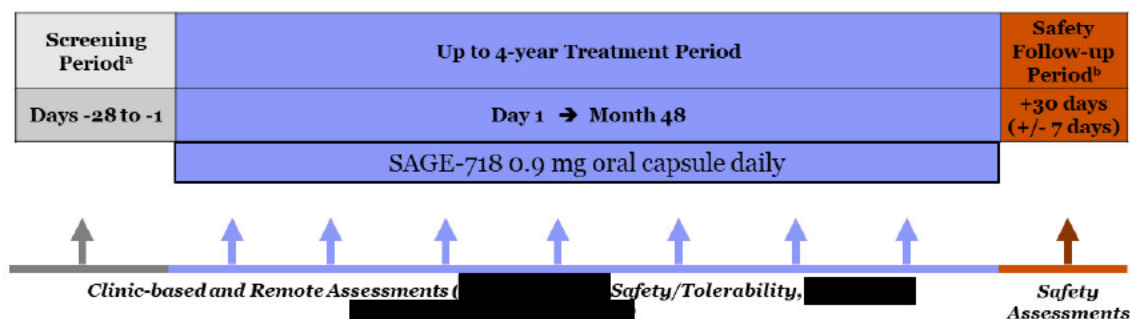 Screening Periodᵃ
Up to 4-year Treatment Period
Safety Follow-up Periodᵇ
Days -28 to -1
Day 1 ➔ Month 48
+30 days (+/- 7 days)
SAGE-718 0.9 mg oral capsule daily
Clinic-based and Remote Assessments ( Safety/Tolerability,
)
Safety Assessments